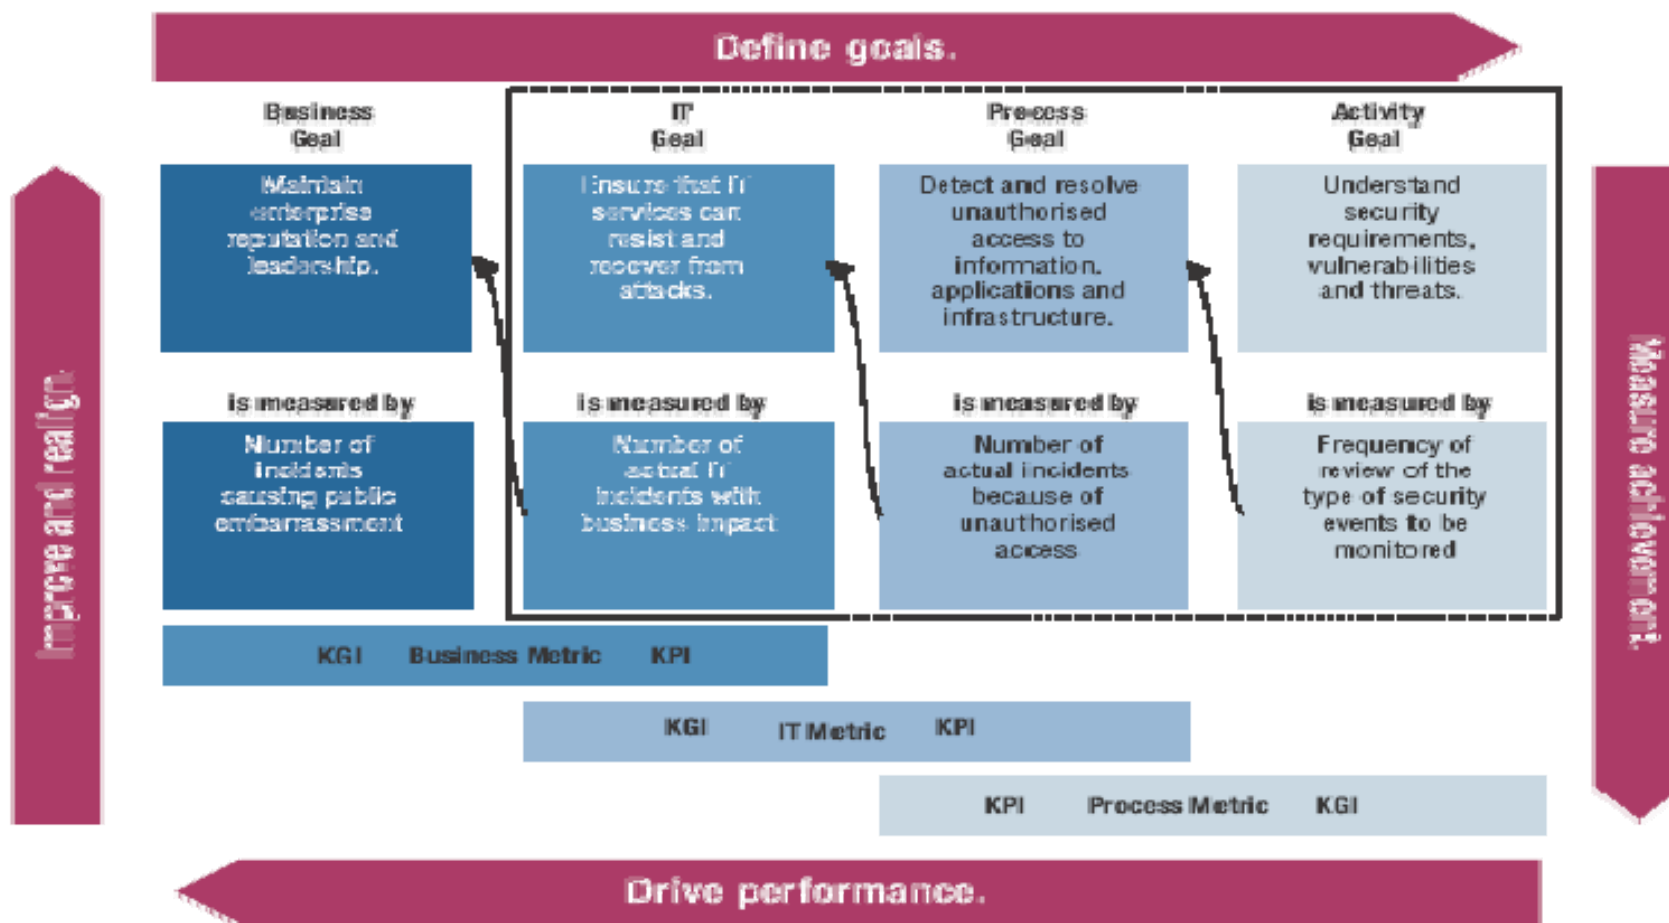 Define goals.
Business
Goal
IT
Goal
Process
Goal
Activity
Goal
Maintain
enterprise
reputation and
leadership.
Ensure that IT
services can
resist and
recover from
attacks.
Detect and resolve
unauthorised
access to
information,
applications and
infrastructure.
Understand
security
requirements,
vulnerabilities
and threats.
is measured by
is measured by
is measured by
is measured by
Number of
incidents
causing public
embarrassment
Number of
actual IT
incidents with
business impact
Number of
actual incidents
because of
unauthorised
access
Frequency of
review of the
type of security
events to be
monitored
KGI Business Metric KPI
KGI IT Metric KPI
KPI Process Metric KGI
Improve and realign.
Measure achievement.
Drive performance.